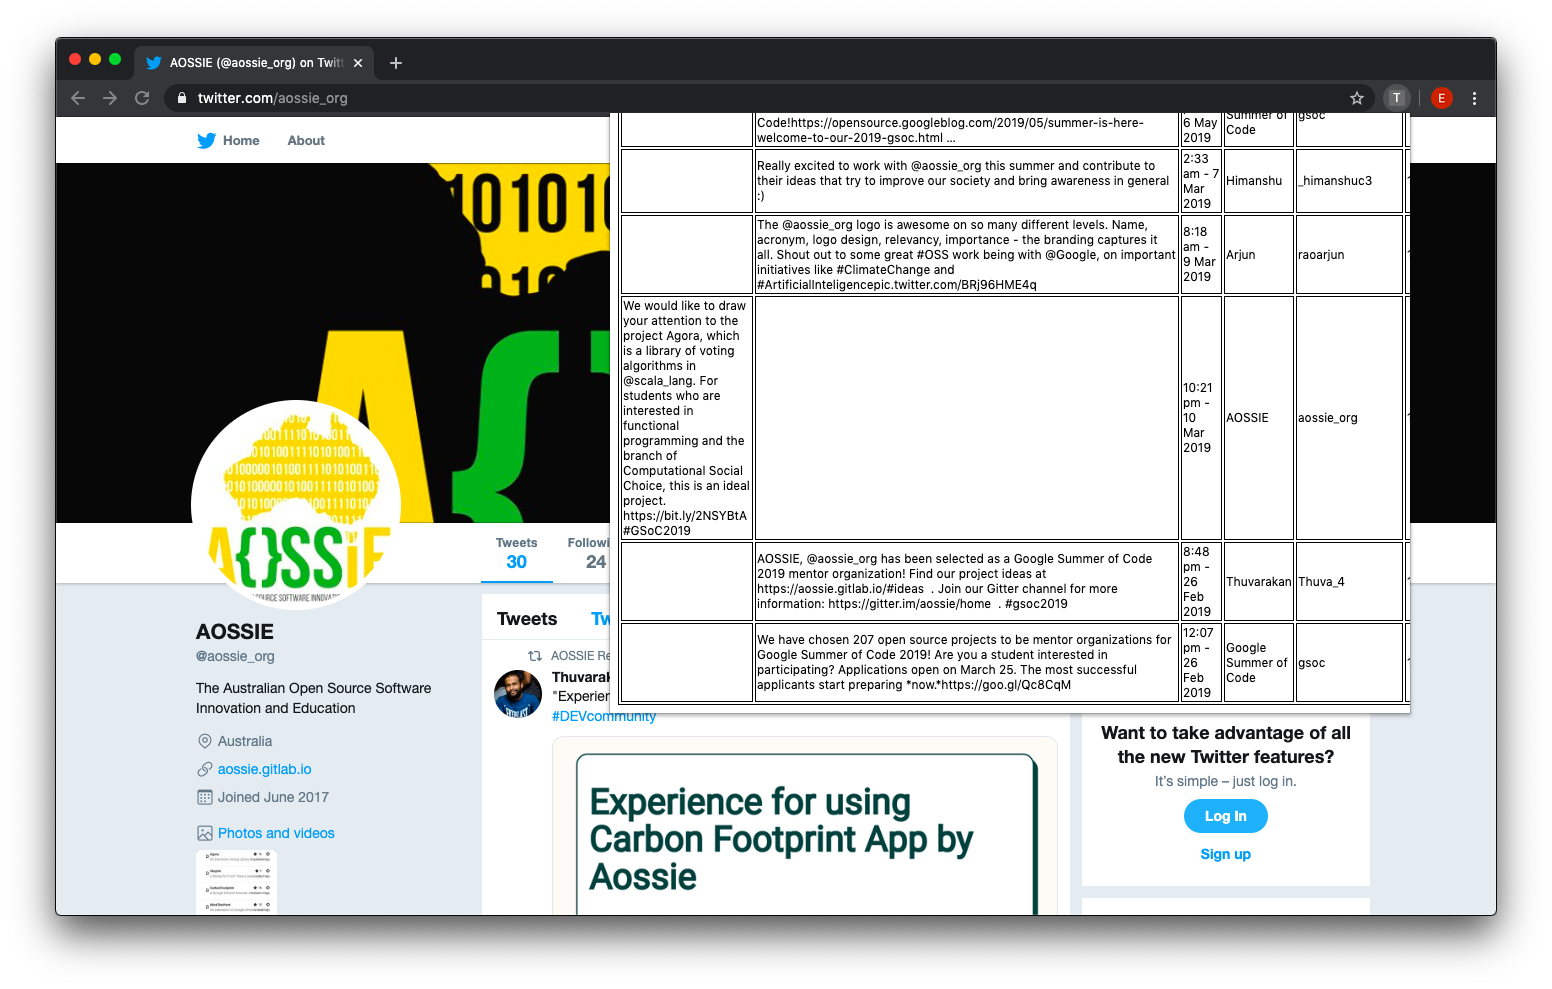 AOSSIE (@aossie_org) on Twitt
twitter.com/aossie_org
T
E
Home
About
Code!https://opensource.googleblog.com/2019/05/summer-is-here-
welcome-to-our-2019-gsoc.html ...
6 May
2019
Summer of
Code
gsoc
Really excited to work with @aossie_org this summer and contribute to
their ideas that try to improve our society and bring awareness in general
:)
2:33
am - 7
Mar
2019
Himanshu
_himanshuc3
The @aossie_org logo is awesome on so many different levels. Name,
acronym, logo design, relevancy, importance - the branding captures it
all. Shout out to some great #OSS work being with @Google, on important
initiatives like #ClimateChange and
#ArtificialInteligencepic.twitter.com/BRj96HME4q
8:18
am -
9 Mar
2019
Arjun
raoarjun
We would like to draw
your attention to the
project Agora, which
is a library of voting
algorithms in
@scala_lang. For
students who are
interested in
functional
programming and the
branch of
Computational Social
Choice, this is an ideal
project.
https://bit.ly/2NSYBtA
#GSoC2019
10:21
pm -
10
Mar
2019
AOSSIE
aossie_org
AOSSIE, @aossie_org has been selected as a Google Summer of Code
2019 mentor organization! Find our project ideas at
https://aossie.gitlab.io/#ideas . Join our Gitter channel for more
information: https://gitter.im/aossie/home . #gsoc2019
8:48
pm -
26
Feb
2019
Thuvarakan
Thuva_4
We have chosen 207 open source projects to be mentor organizations for
Google Summer of Code 2019! Are you a student interested in
participating? Applications open on March 25. The most successful
applicants start preparing *now.*https://goo.gl/Qc8CqM
12:07
pm -
26
Feb
2019
Google
Summer of
Code
gsoc
A{}SSiE
Tweets
30
Followi
24
AOSSIE
@aossie_org
The Australian Open Source Software
Innovation and Education
Australia
aossie.gitlab.io
Joined June 2017
Photos and videos
Tweets
Tw
AOSSIE Re
Thuvarak
"Experien
#DEVcommunity
Experience for using
Carbon Footprint App by
Aossie
Want to take advantage of all
the new Twitter features?
It's simple – just log in.
Log In
Sign up